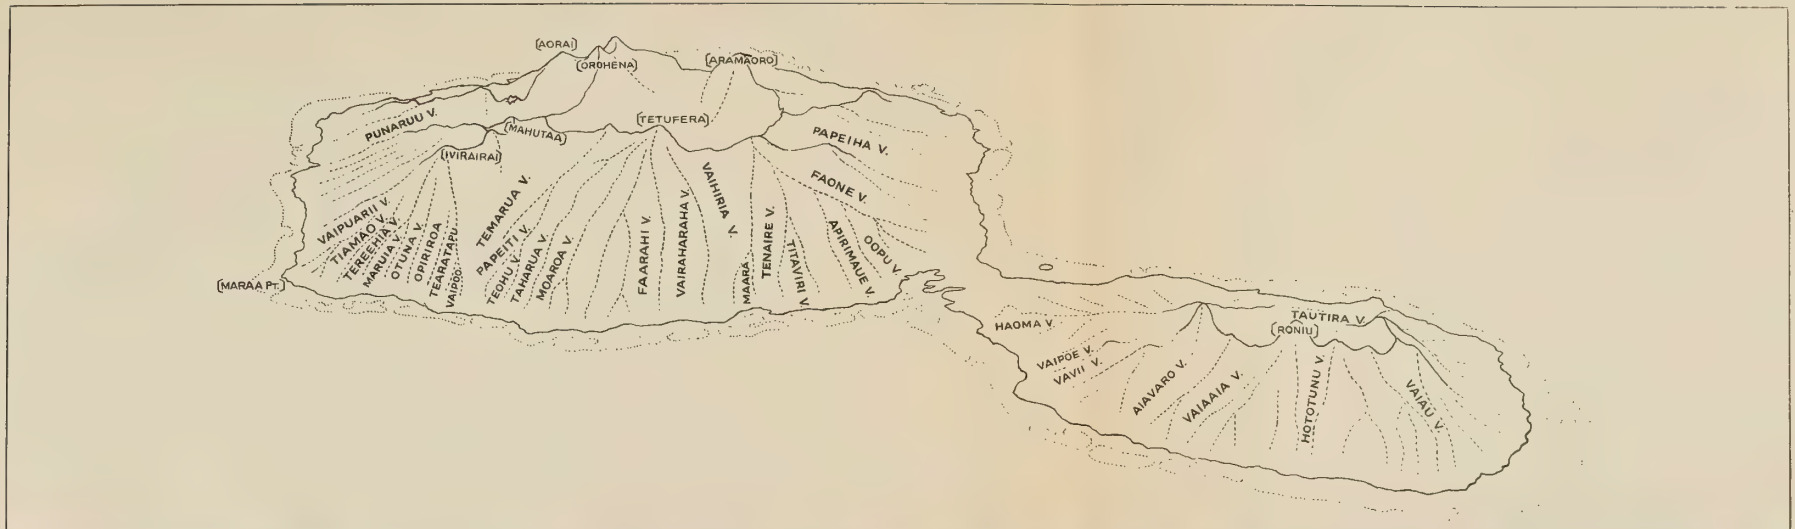 (AORAI)
(OROHENA)
(ARAMAORO)
PUNARUU V.
(MAHUTAA)
(TETUFERA)
PAPEIHA V.
(IVIRAIRAI)
FAONE V.
VAIPUARII V.
TIAMAO V.
TEREEHIA V.
MARUIA V.
OTUNA V.
OPIRIROA
TEARATAPU
VAIPO
TEMARUA V.
PAPEITI V.
TEOHU V.
TAHARUA V.
MOAROA V.
FAARAHI V.
VAIRAHARAHA V.
VAIHIRIA V.
MAARA
TENAIRE V.
TITAVIRI V.
APIRIMAUE V.
OOPU V.
(MARAA PT.)
HAOMA V.
TAUTIRA V.
(RONIU)
VAIPOE V.
VAVII V.
AIAVARO V.
VAIAAIA V.
HOTOTUNU V.
VAIAU V.